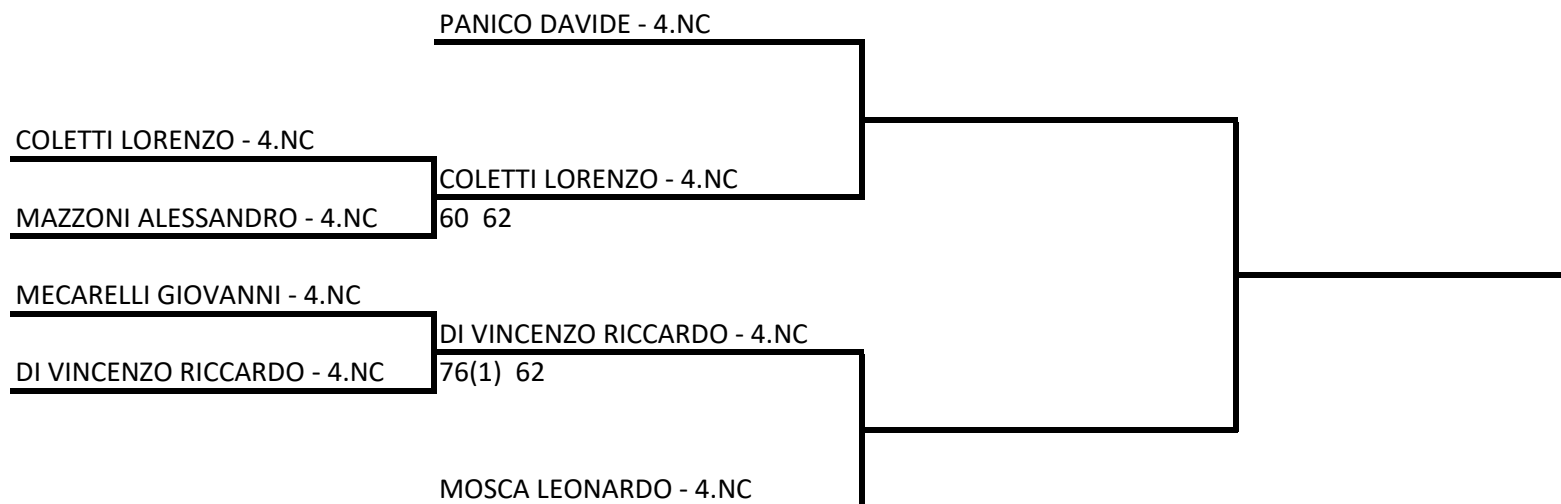 PANICO DAVIDE - 4.NC
COLETTI LORENZO - 4.NC
COLETTI LORENZO - 4.NC
MAZZONI ALESSANDRO - 4.NC
60 62
MECARELLI GIOVANNI - 4.NC
DI VINCENZO RICCARDO - 4.NC
DI VINCENZO RICCARDO - 4.NC
76(1) 62
MOSCA LEONARDO - 4.NC